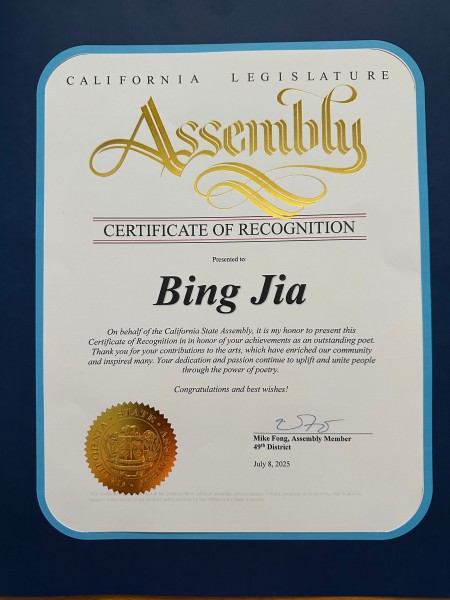 CALIFORNIA LEGISLATURE
Assembly
CERTIFICATE OF RECOGNITION
Presented to:
Bing Jia
On behalf of the California State Assembly, it is my honor to present this
Certificate of Recognition in in honor of your achievements as an outstanding poet.
Thank you for your contributions to the arts, which have enriched our community
and inspired many. Your dedication and passion continue to uplift and unite people
through the power of poetry.
Congratulations and best wishes!
Mike Fong, Assembly Member
49th District
July 8, 2025